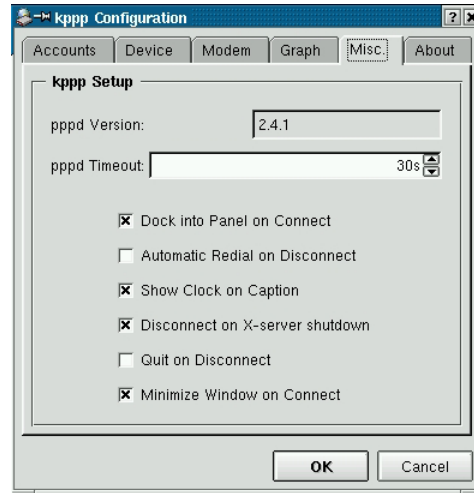 kppp Configuration
Accounts Device Modem Graph Misc. About
kppp Setup
pppd Version: 2.4.1
pppd Timeout: 30s
Dock into Panel on Connect
Automatic Redial on Disconnect
Show Clock on Caption
Disconnect on X-server shutdown
Quit on Disconnect
Minimize Window on Connect
OK Cancel